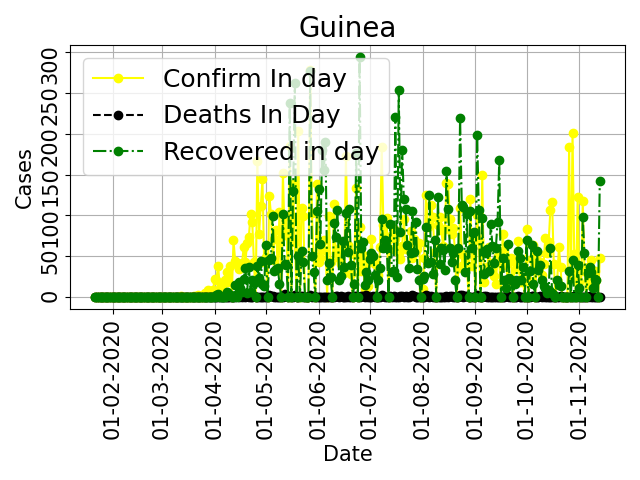 Guinea
Confirm In day
Deaths In Day
Recovered in day
Cases
300
250
200
150
100
50
0
01-02-2020
01-03-2020
01-04-2020
01-05-2020
01-06-2020
01-07-2020
01-08-2020
01-09-2020
01-10-2020
01-11-2020
Date